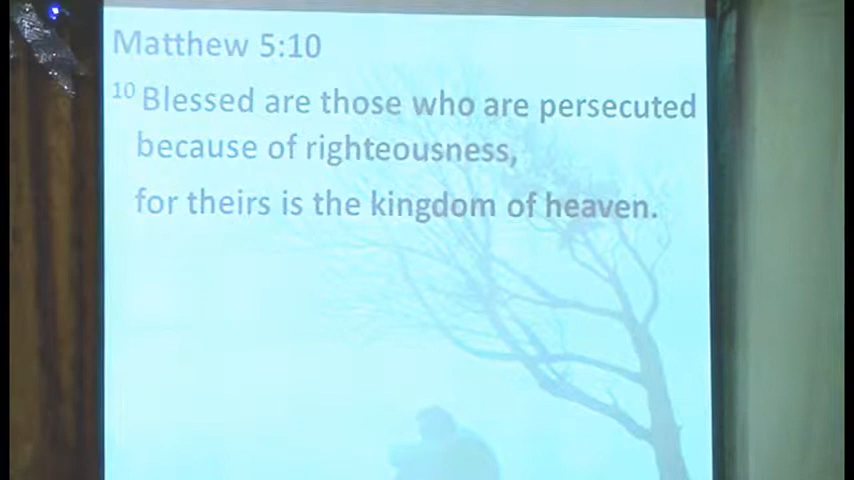 Matthew 5:10
10 Blessed are those who are persecuted
because of righteousness,
for theirs is the kingdom of heaven.